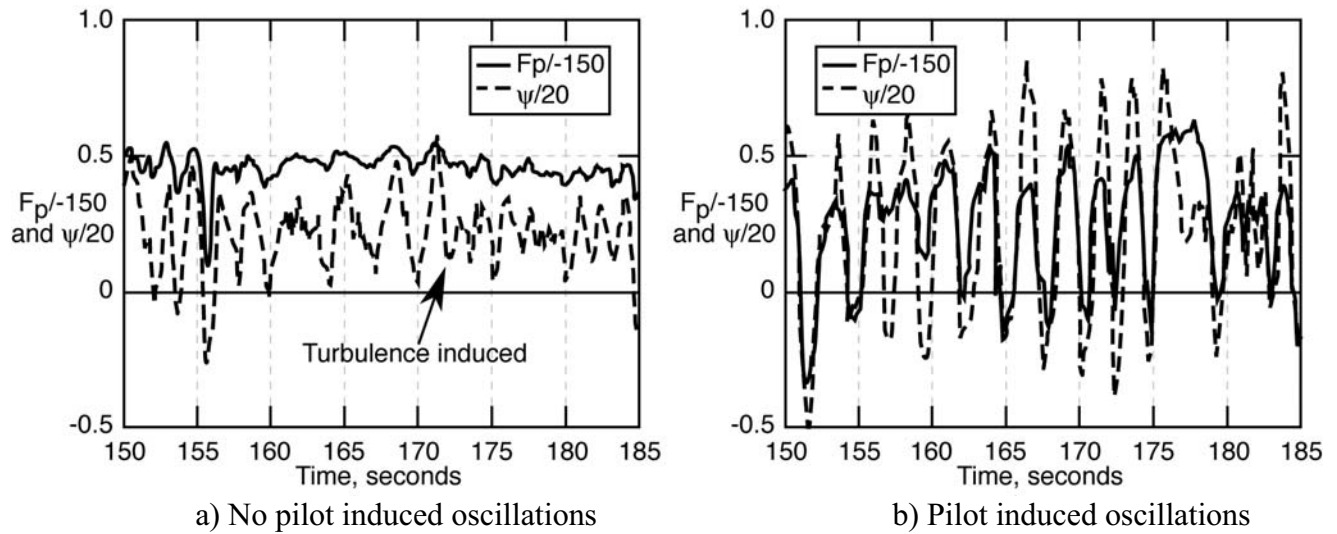 1.0
0.5
0
-0.5
Fp/-150
and ψ/20
Fp/-150
ψ/20
Turbulence induced
150 155 160 165 170 175 180 185
Time, seconds
a) No pilot induced oscillations
1.0
0.5
0
-0.5
Fp/-150
and ψ/20
Fp/-150
ψ/20
150 155 160 165 170 175 180 185
Time, seconds
b) Pilot induced oscillations